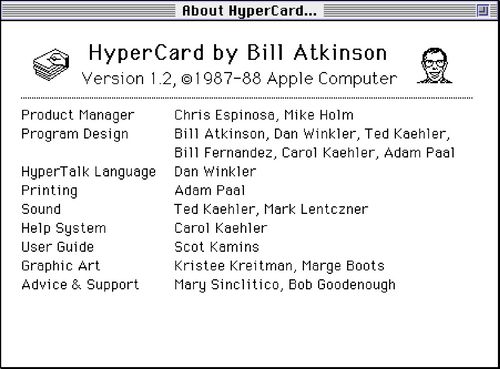 About HyperCard...
HyperCard by Bill Atkinson
Version 1.2, ©1987-88 Apple Computer
Product Manager Chris Espinosa, Mike Holm
Program Design Bill Atkinson, Dan Winkler, Ted Kaehler,
Bill Fernandez, Carol Kaehler, Adam Paal
HyperTalk Language Dan Winkler
Printing Adam Paal
Sound Ted Kaehler, Mark Lentczner
Help System Carol Kaehler
User Guide Scot Kamins
Graphic Art Kristee Kreitman, Marge Boots
Advice & Support Mary Sinclitico, Bob Goodenough